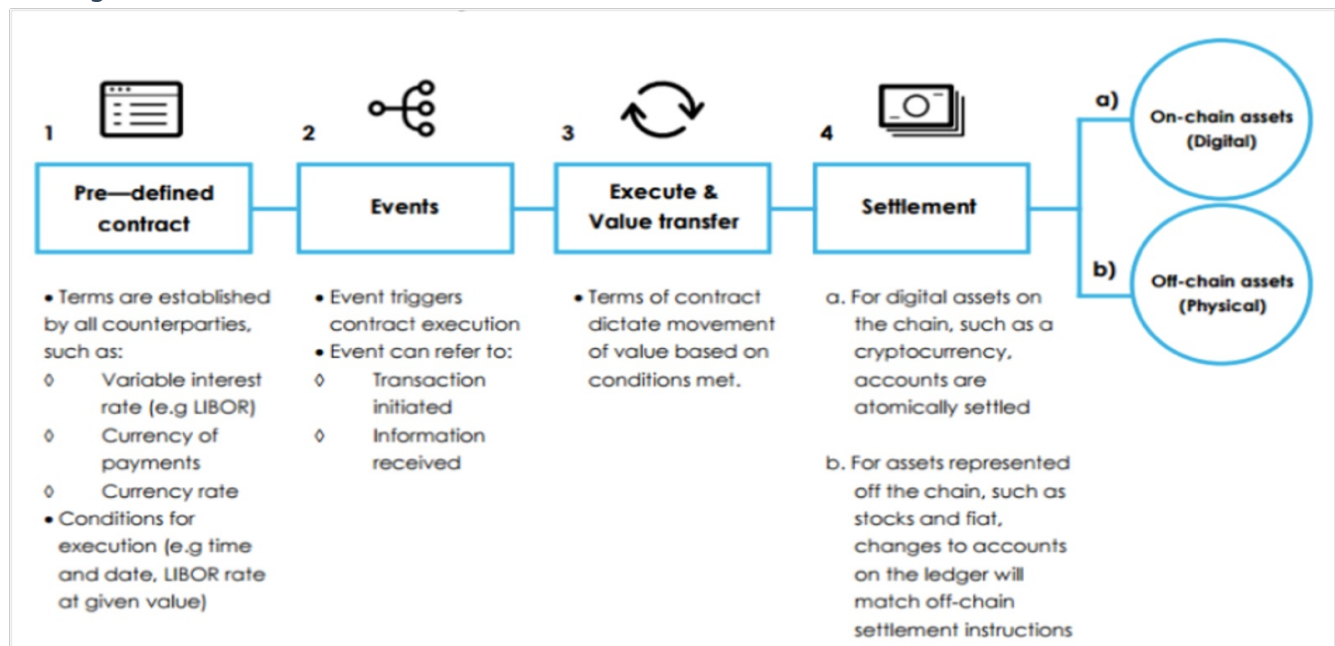 1
Pre—defined
contract
• Terms are established
by all counterparties,
such as:
◊ Variable interest
rate (e.g LIBOR)
◊ Currency of
payments
◊ Currency rate
• Conditions for
execution (e.g time
and date, LIBOR rate
at given value)
2
Events
• Event triggers
contract execution
• Event can refer to:
◊ Transaction
initiated
◊ Information
received
3
Execute &
Value transfer
• Terms of contract
dictate movement
of value based on
conditions met.
4
Settlement
a. For digital assets on
the chain, such as a
cryptocurrency,
accounts are
atomically settled
b. For assets represented
off the chain, such as
stocks and fiat,
changes to accounts
on the ledger will
match off-chain
settlement instructions
a)
On-chain assets
(Digital)
b)
Off-chain assets
(Physical)